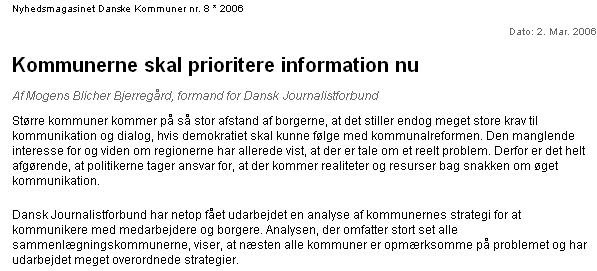 Nyhedsmagasinet Danske Kommuner nr. 8 * 2006
Dato: 2. Mar. 2006
Kommunerne skal prioritere information nu
Af Mogens Blicher Bjerregård, formand for Dansk Journalistforbund
Større kommuner kommer på så stor afstand af borgerne, at det stiller endog meget store krav til
kommunikation og dialog, hvis demokratiet skal kunne følge med kommunalreformen. Den manglende
interesse for og viden om regionerne har allerede vist, at der er tale om et reelt problem. Derfor er det helt
afgørende, at politikerne tager ansvar for, at der kommer realiteter og resurser bag snakken om øget
kommunikation.
Dansk Journalistforbund har netop fået udarbejdet en analyse af kommunernes strategi for at
kommunikere med medarbejdere og borgere. Analysen, der omfatter stort set alle
sammenlægningskommunerne, viser, at næsten alle kommuner er opmærksomme på problemet og har
udarbejdet meget overordnede strategier.